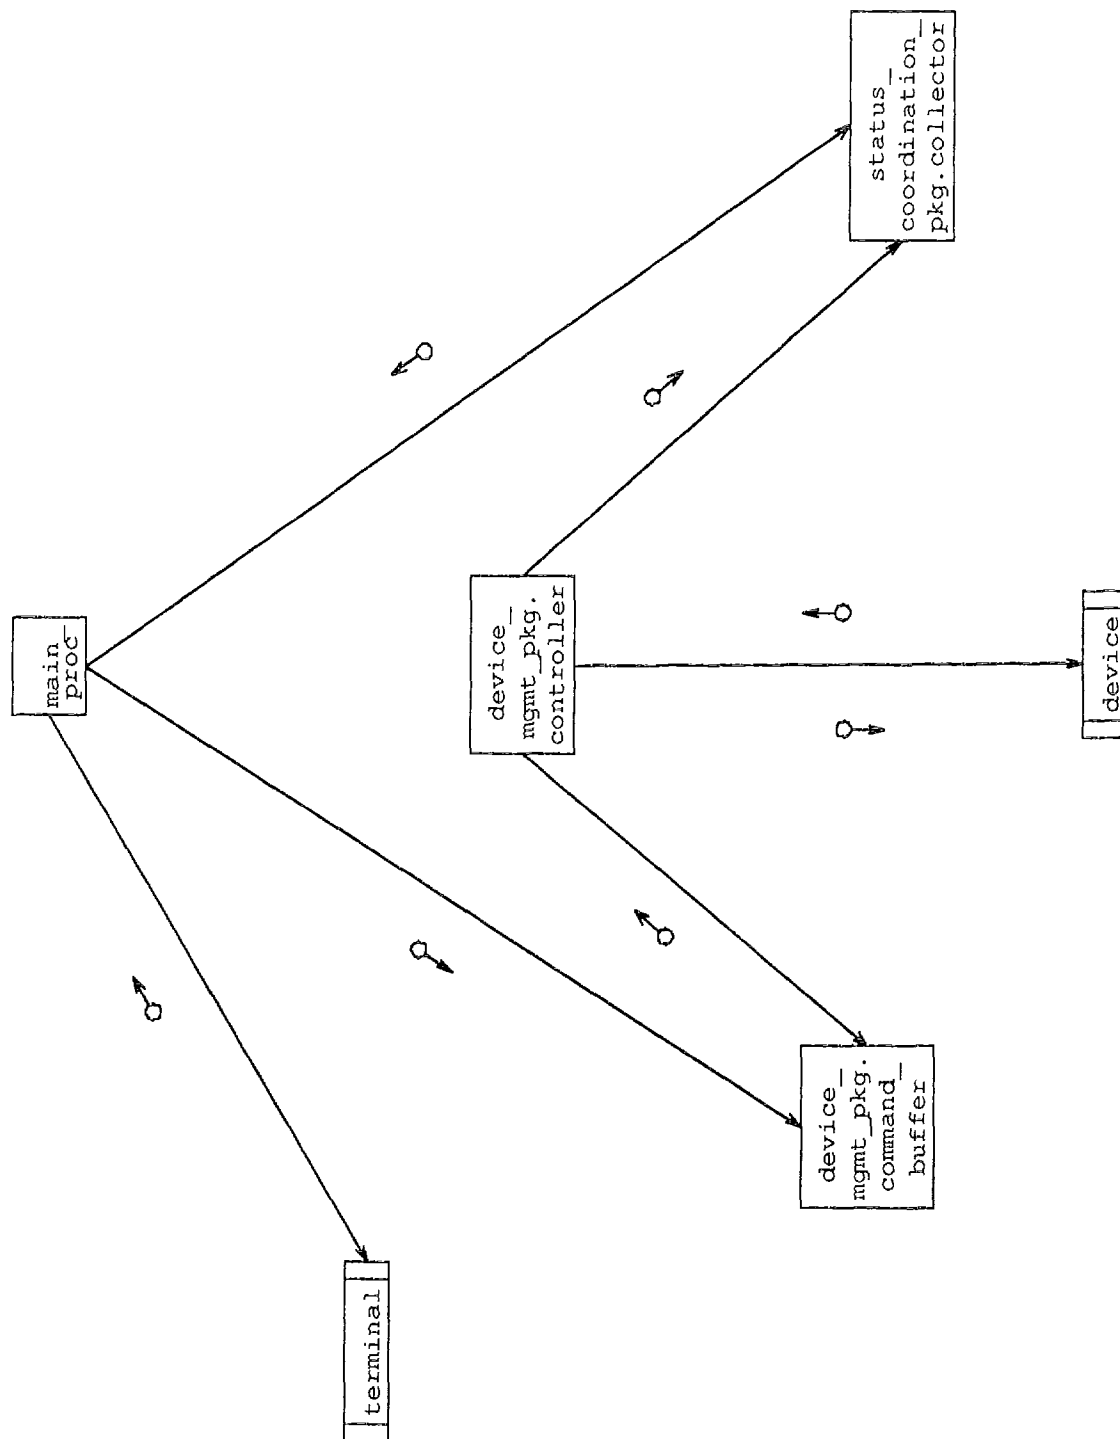 main_
proc
terminal
device_
mgmt_pkg.
command_
buffer
device_
mgmt_pkg.
controller
device
status_
coordination_
pkg.collector